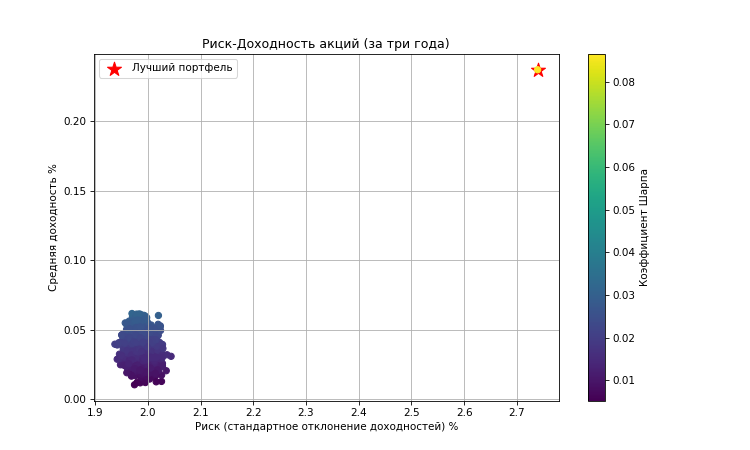 Риск-Доходность акций (за три года)
Лучший портфель
Средняя доходность %
0.20
0.15
0.10
0.05
0.00
1.9 2.0 2.1 2.2 2.3 2.4 2.5 2.6 2.7
Риск (стандартное отклонение доходностей) %
0.08
0.07
0.06
0.05
0.04
0.03
0.02
0.01
Коэффициент Шарпа